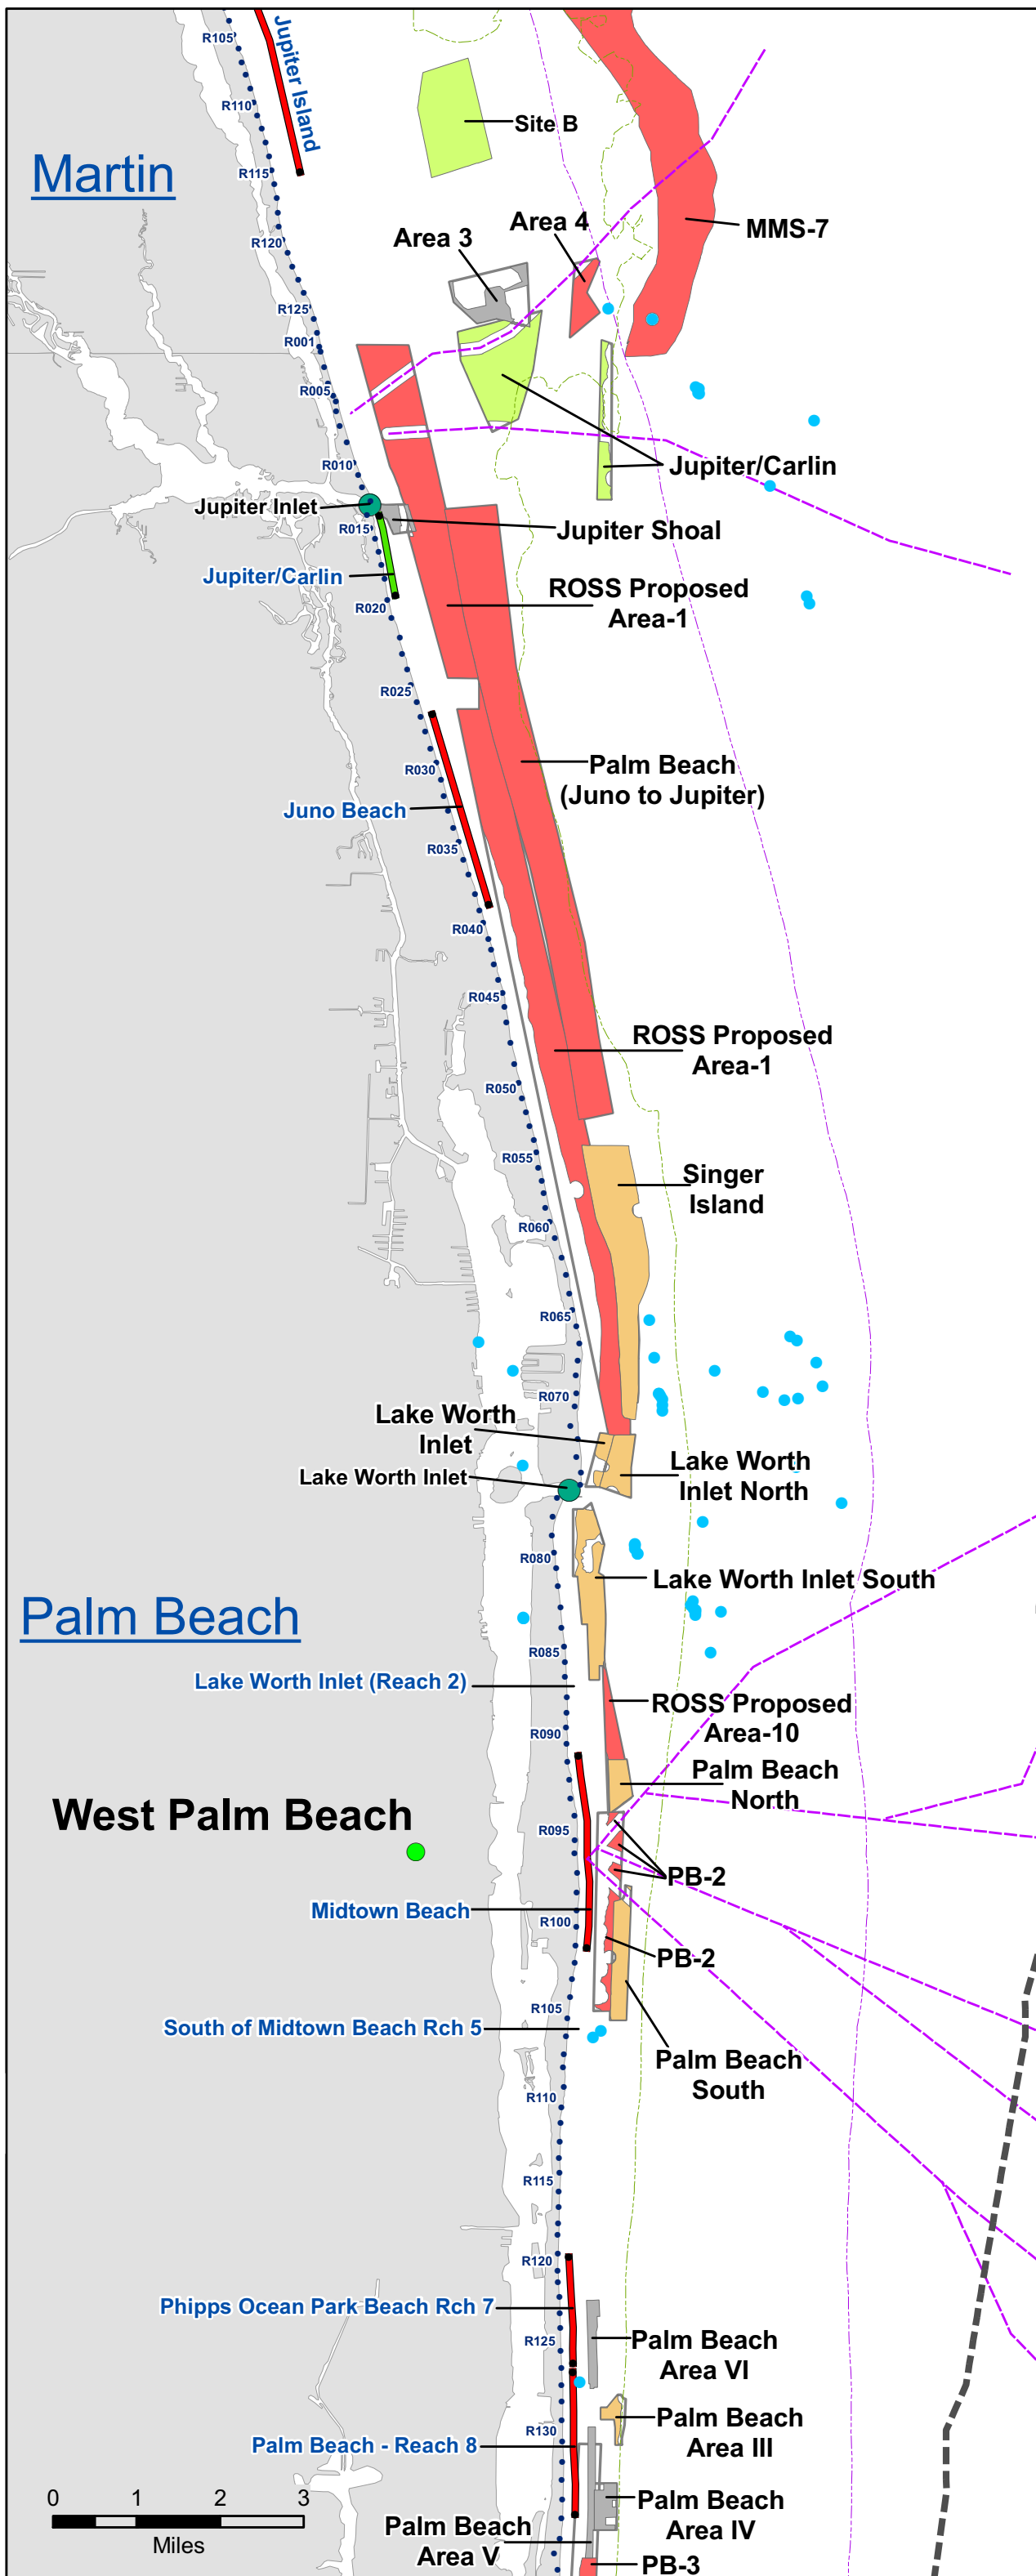 R105
Jupiter Island
R110
Site B
R115
Martin
Area 4
Area 3
MMS-7
R120
R125
R001
R005
R010
Jupiter/Carlin
Jupiter Inlet
R015
Jupiter Shoal
Jupiter/Carlin
ROSS Proposed
Area-1
R020
R025
R030
Palm Beach
(Juno to Jupiter)
Juno Beach
R035
R040
R045
ROSS Proposed
Area-1
R050
R055
Singer
Island
R060
R065
R070
Lake Worth
Inlet
Lake Worth
Inlet North
Lake Worth Inlet
R080
Lake Worth Inlet South
Palm Beach
R085
Lake Worth Inlet (Reach 2)
ROSS Proposed
Area-10
R090
Palm Beach
North
West Palm Beach
R095
PB-2
Midtown Beach
R100
PB-2
R105
South of Midtown Beach Rch 5
Palm Beach
South
R110
R115
R120
Phipps Ocean Park Beach Rch 7
R125
Palm Beach
Area VI
Palm Beach
Area III
R130
Palm Beach - Reach 8
0 1 2 3
Miles
Palm Beach
Area IV
Palm Beach
Area V
PB-3